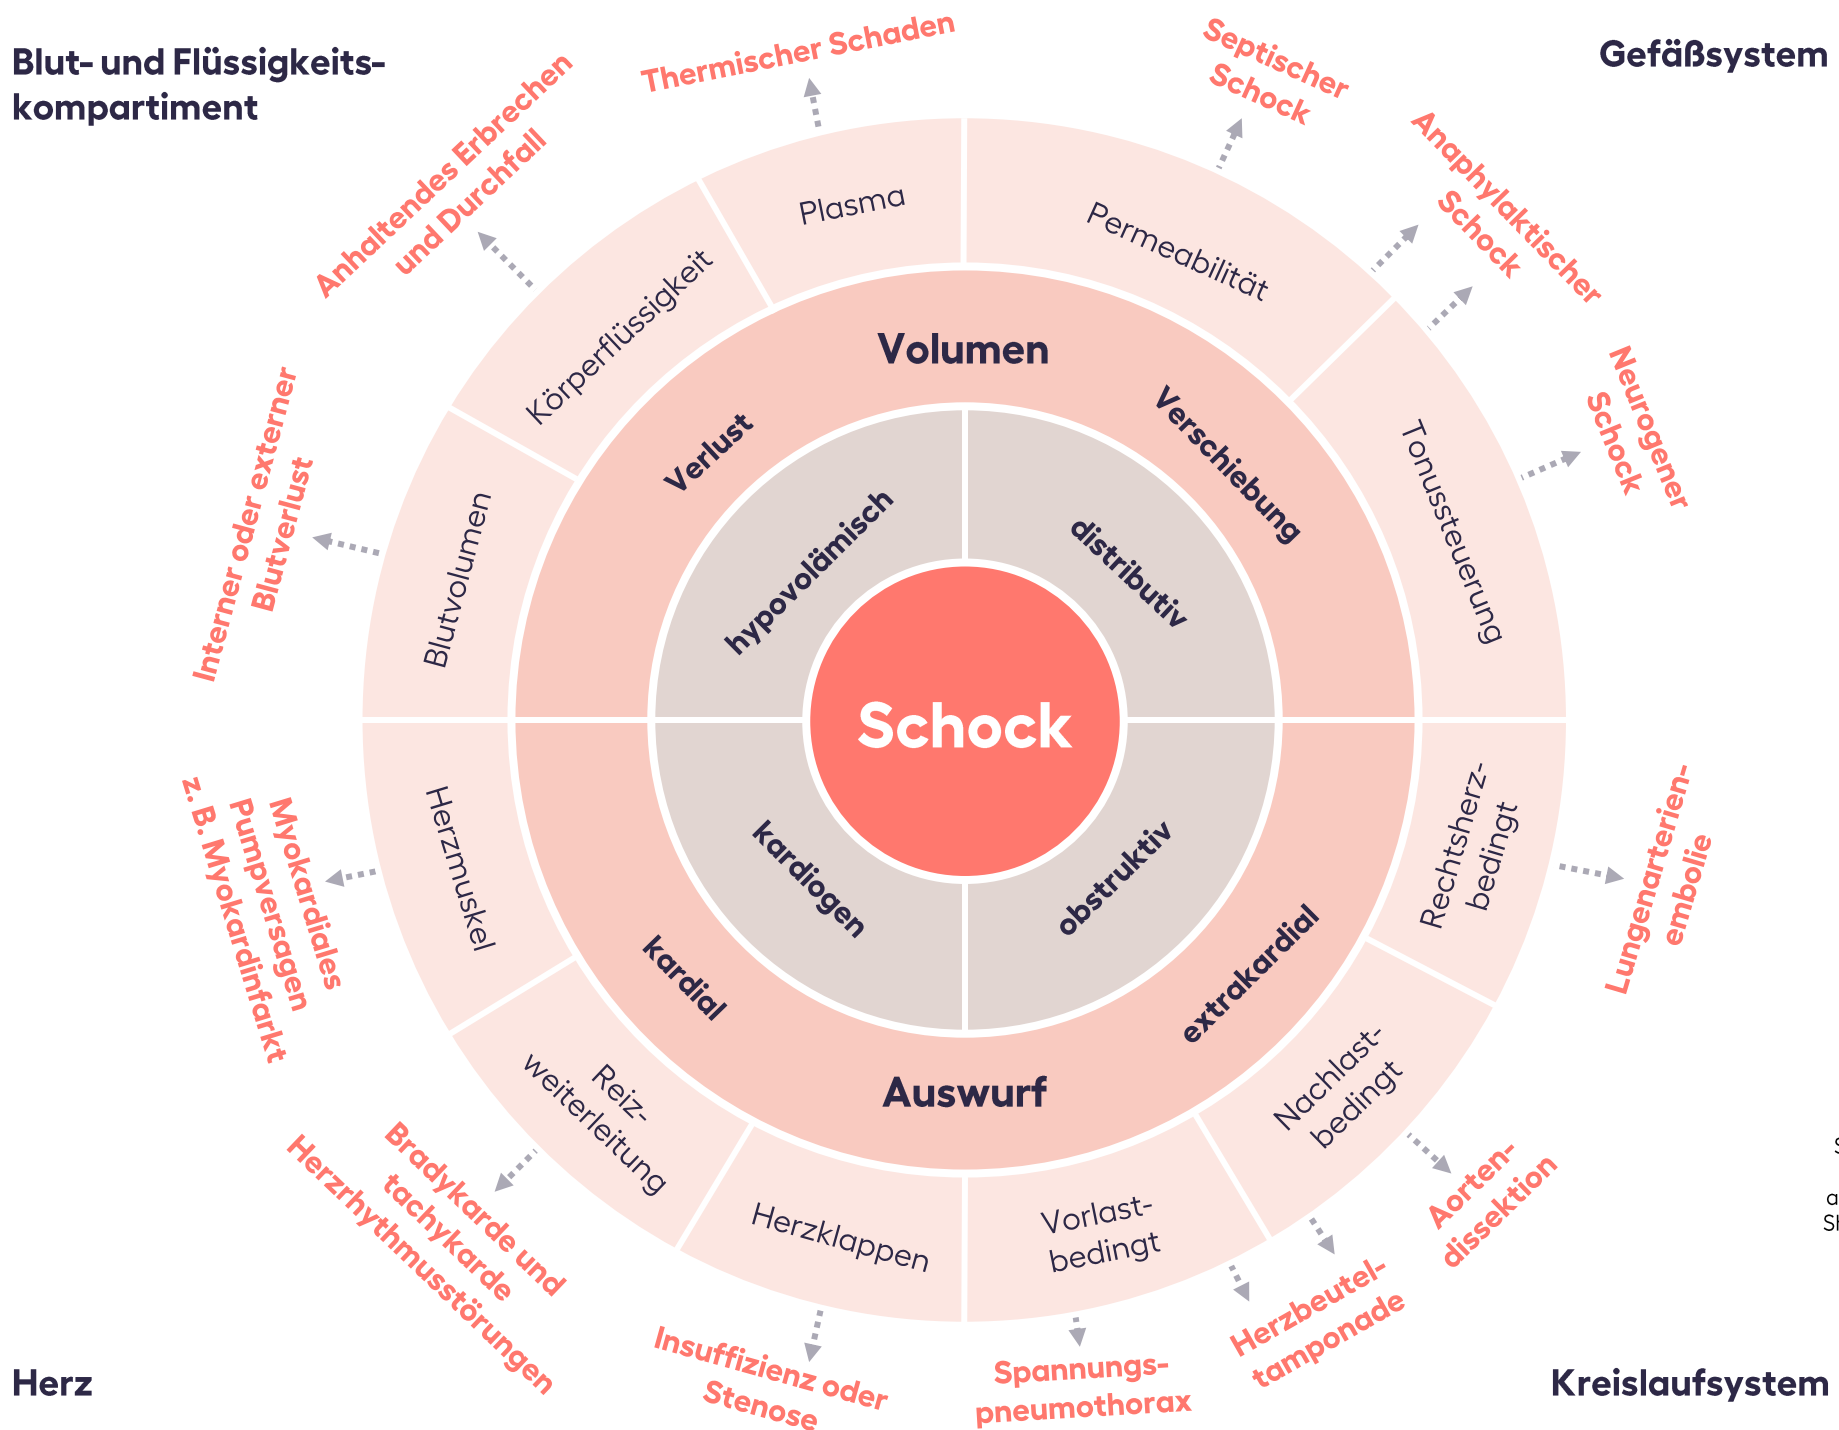 Blut- und Flüssigkeits-
kompartiment
Gefäßsystem
Thermischer Schaden
Septischer
Schock
Anhaltendes Erbrechen
und Durchfall
Anaphylaktischer
Schock
Interner oder externer
Blutverlust
Neurogener
Schock
Plasma
Permeabilität
Körperflüssigkeit
Tonussteuerung
Blutvolumen
Volumen
Verlust
Verschiebung
hypovolämisch
distributiv
Schock
kardiogen
obstruktiv
kardial
extrakardial
Auswurf
Herzmuskel
Rechtsherz-
bedingt
Reiz-
weiterleitung
Nachlast-
bedingt
Herzklappen
Vorlast-
bedingt
Myokardiales
Pumpversagen
z. B. Myokardinfarkt
Lungenarterien-
embolie
Bradykarde und
tachykarde
Herzrhythmusstörungen
Aorten-
dissektion
Insuffizienz oder
Stenose
Spannungs-
pneumothorax
Herzbeutel-
tamponade
Herz
Kreislaufsystem